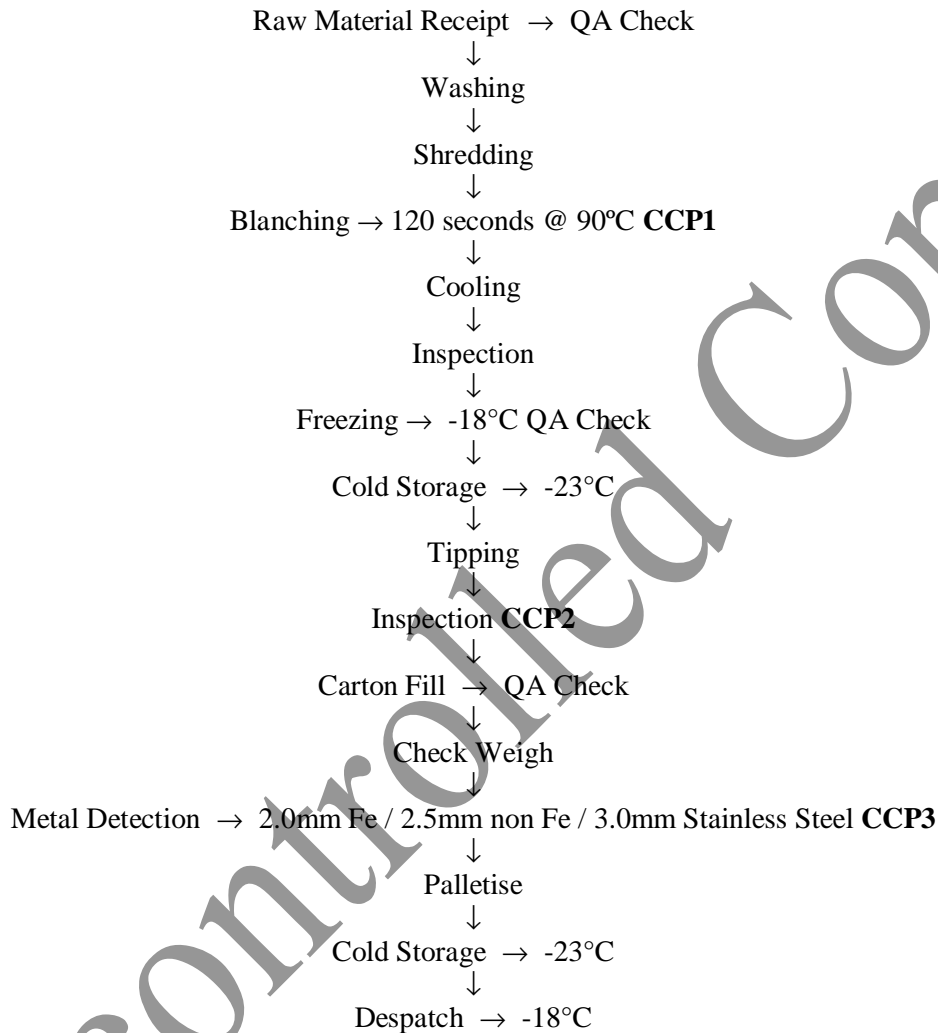 Raw Material Receipt → QA Check
↓
Washing
↓
Shredding
↓
Blanching → 120 seconds @ 90ºC CCP1
↓
Cooling
↓
Inspection
↓
Freezing → -18°C QA Check
↓
Cold Storage → -23°C
↓
Tipping
↓
Inspection CCP2
↓
Carton Fill → QA Check
↓
Check Weigh
↓
Metal Detection → 2.0mm Fe / 2.5mm non Fe / 3.0mm Stainless Steel CCP3
↓
Palletise
↓
Cold Storage → -23°C
↓
Despatch → -18°C
controlled Con